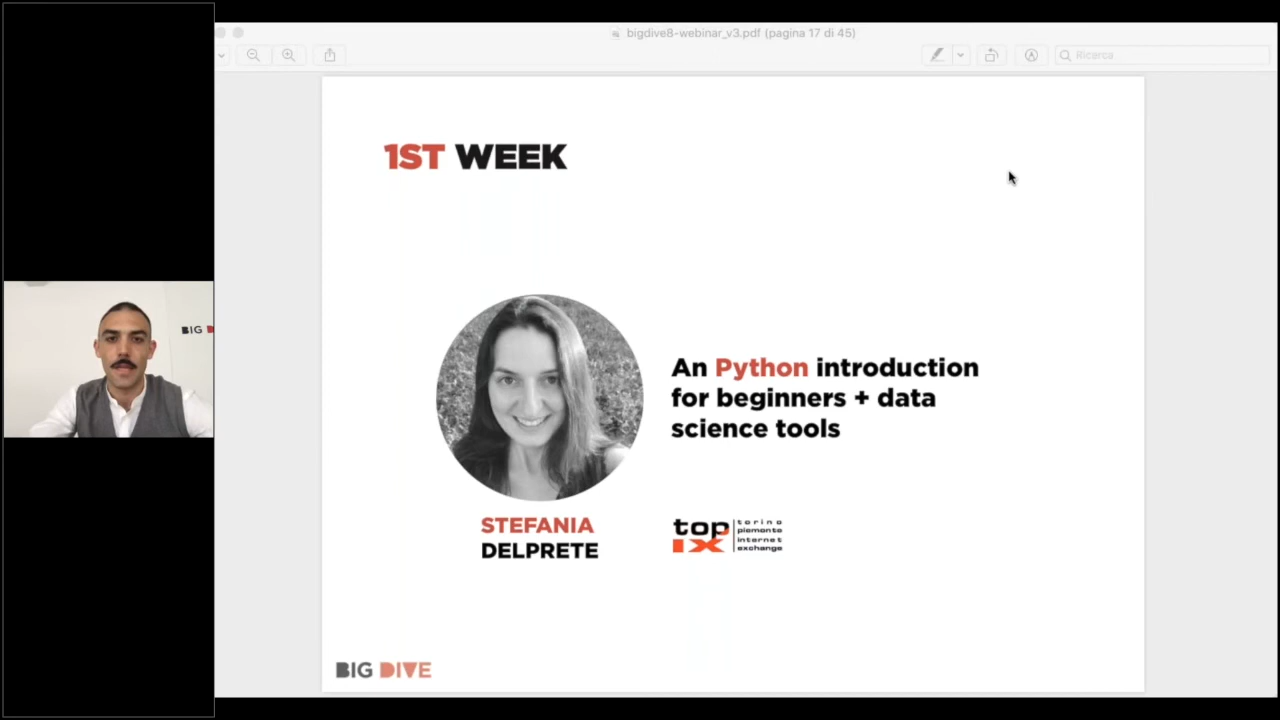 bigdive8-webinar_v3.pdf (pagina 17 di 45)
Ricerca
1ST WEEK
BIG D
An Python introduction
for beginners + data
science tools
STEFANIA
DELPRETE
top
ix
torino
piemonte
internet
exchange
BIG DIVE